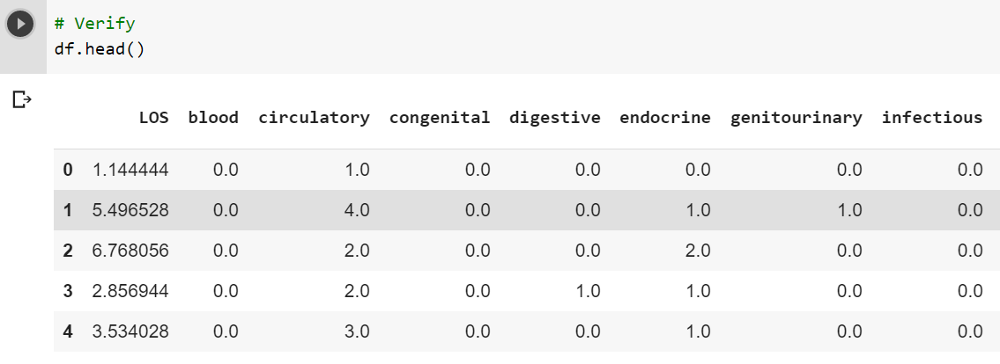 # Verify
df.head()
LOS blood circulatory congenital digestive endocrine genitourinary infectious
0 1.144444 0.0 1.0 0.0 0.0 0.0 0.0 0.0
1 5.496528 0.0 4.0 0.0 0.0 1.0 1.0 0.0
2 6.768056 0.0 2.0 0.0 0.0 2.0 0.0 0.0
3 2.856944 0.0 2.0 0.0 1.0 1.0 0.0 0.0
4 3.534028 0.0 3.0 0.0 0.0 1.0 0.0 0.0